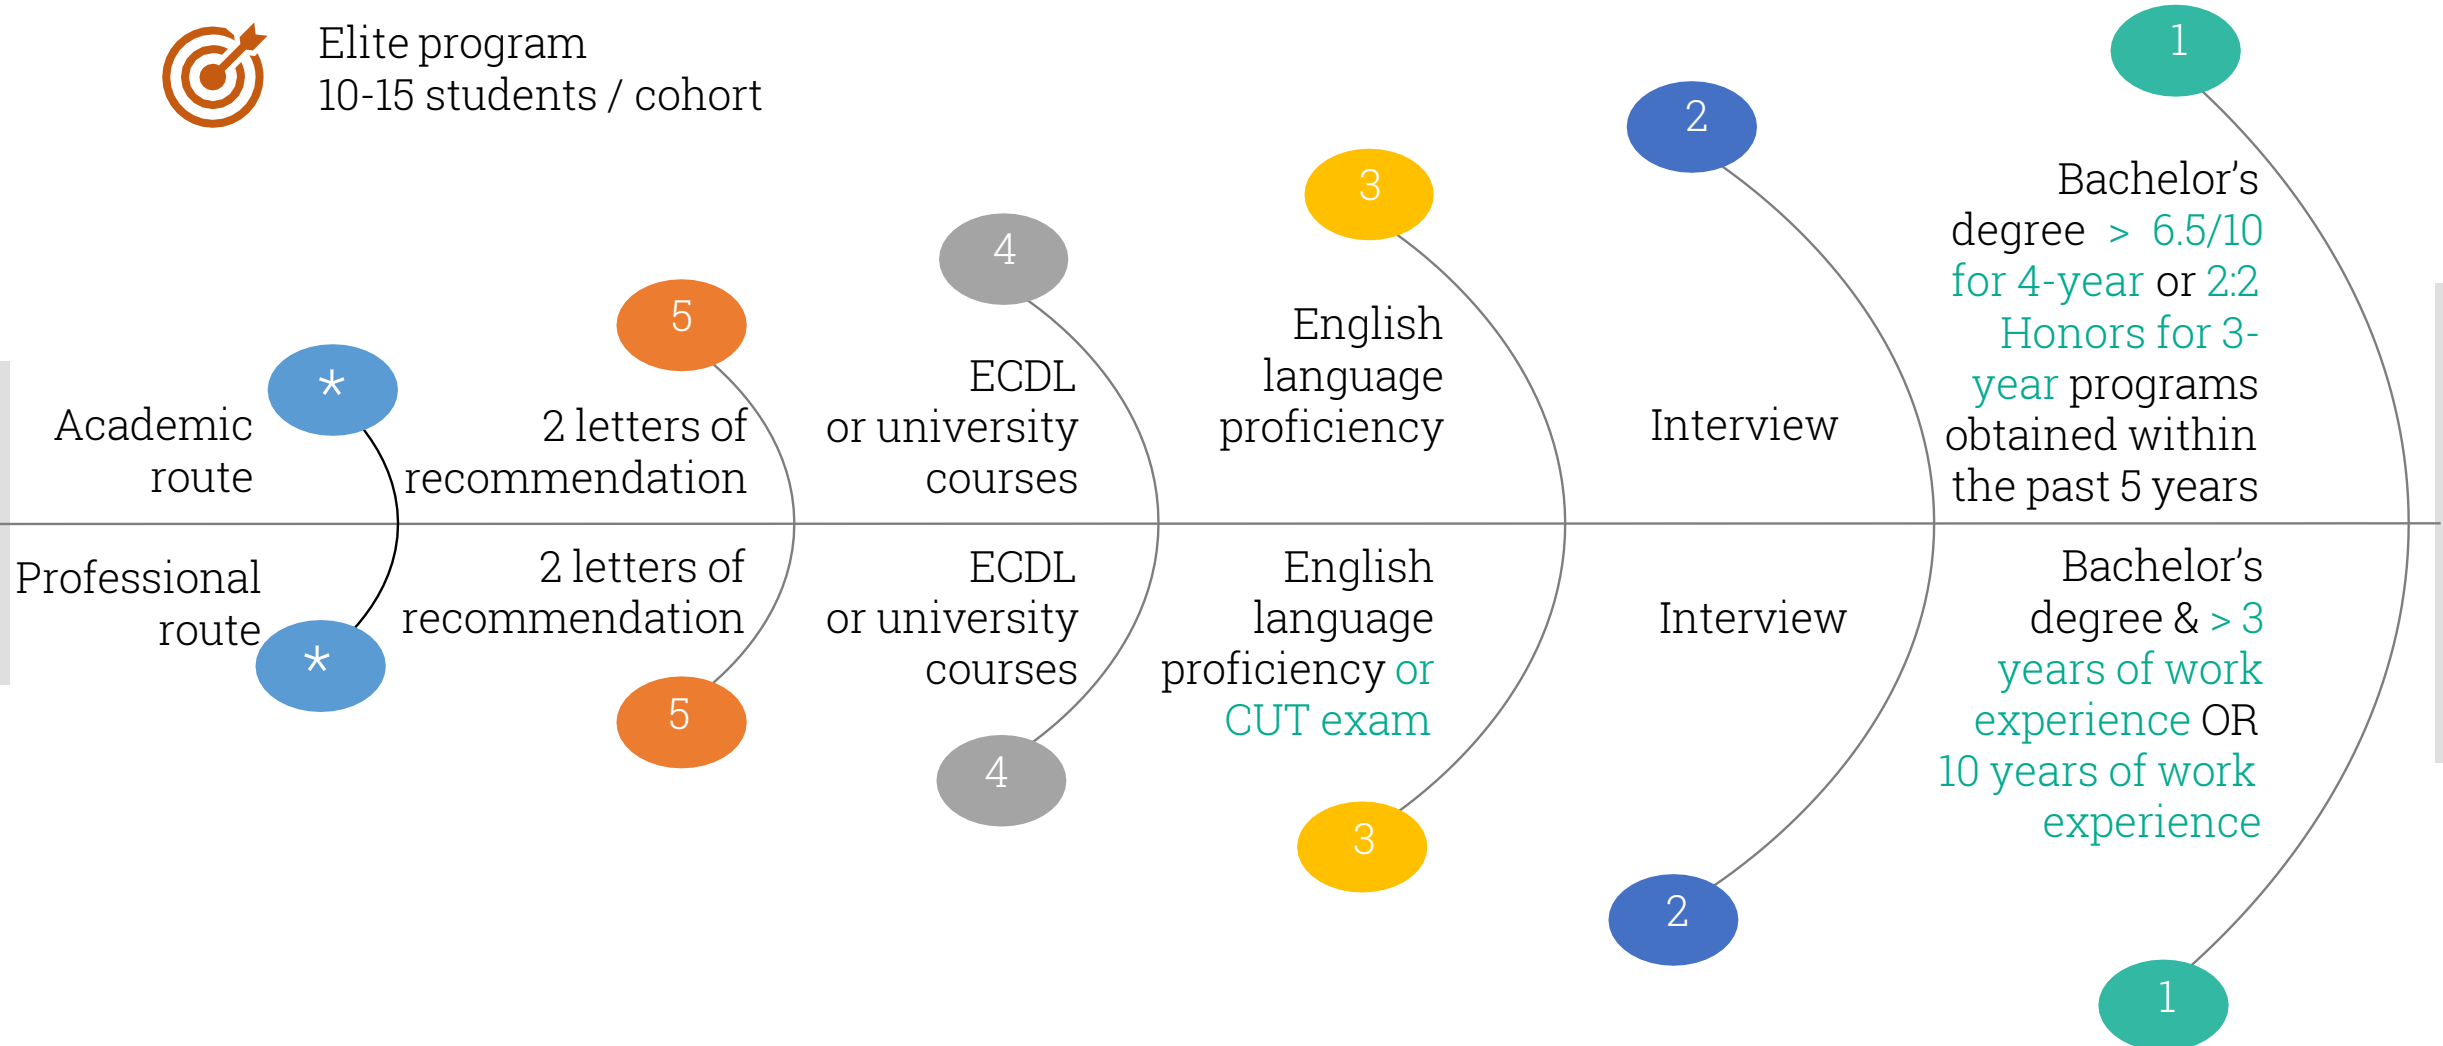 Elite program
10-15 students / cohort
*
Academic
route
5
2 letters of
recommendation
4
ECDL
or university
courses
3
English
language
proficiency
2
Interview
1
Bachelor’s
degree > 6.5/10
for 4-year or 2:2
Honors for 3-
year programs
obtained within
the past 5 years
Professional
route
*
2 letters of
recommendation
5
ECDL
or university
courses
4
English
language
proficiency or
CUT exam
3
Interview
2
Bachelor’s
degree & > 3
years of work
experience OR
10 years of work
experience
1